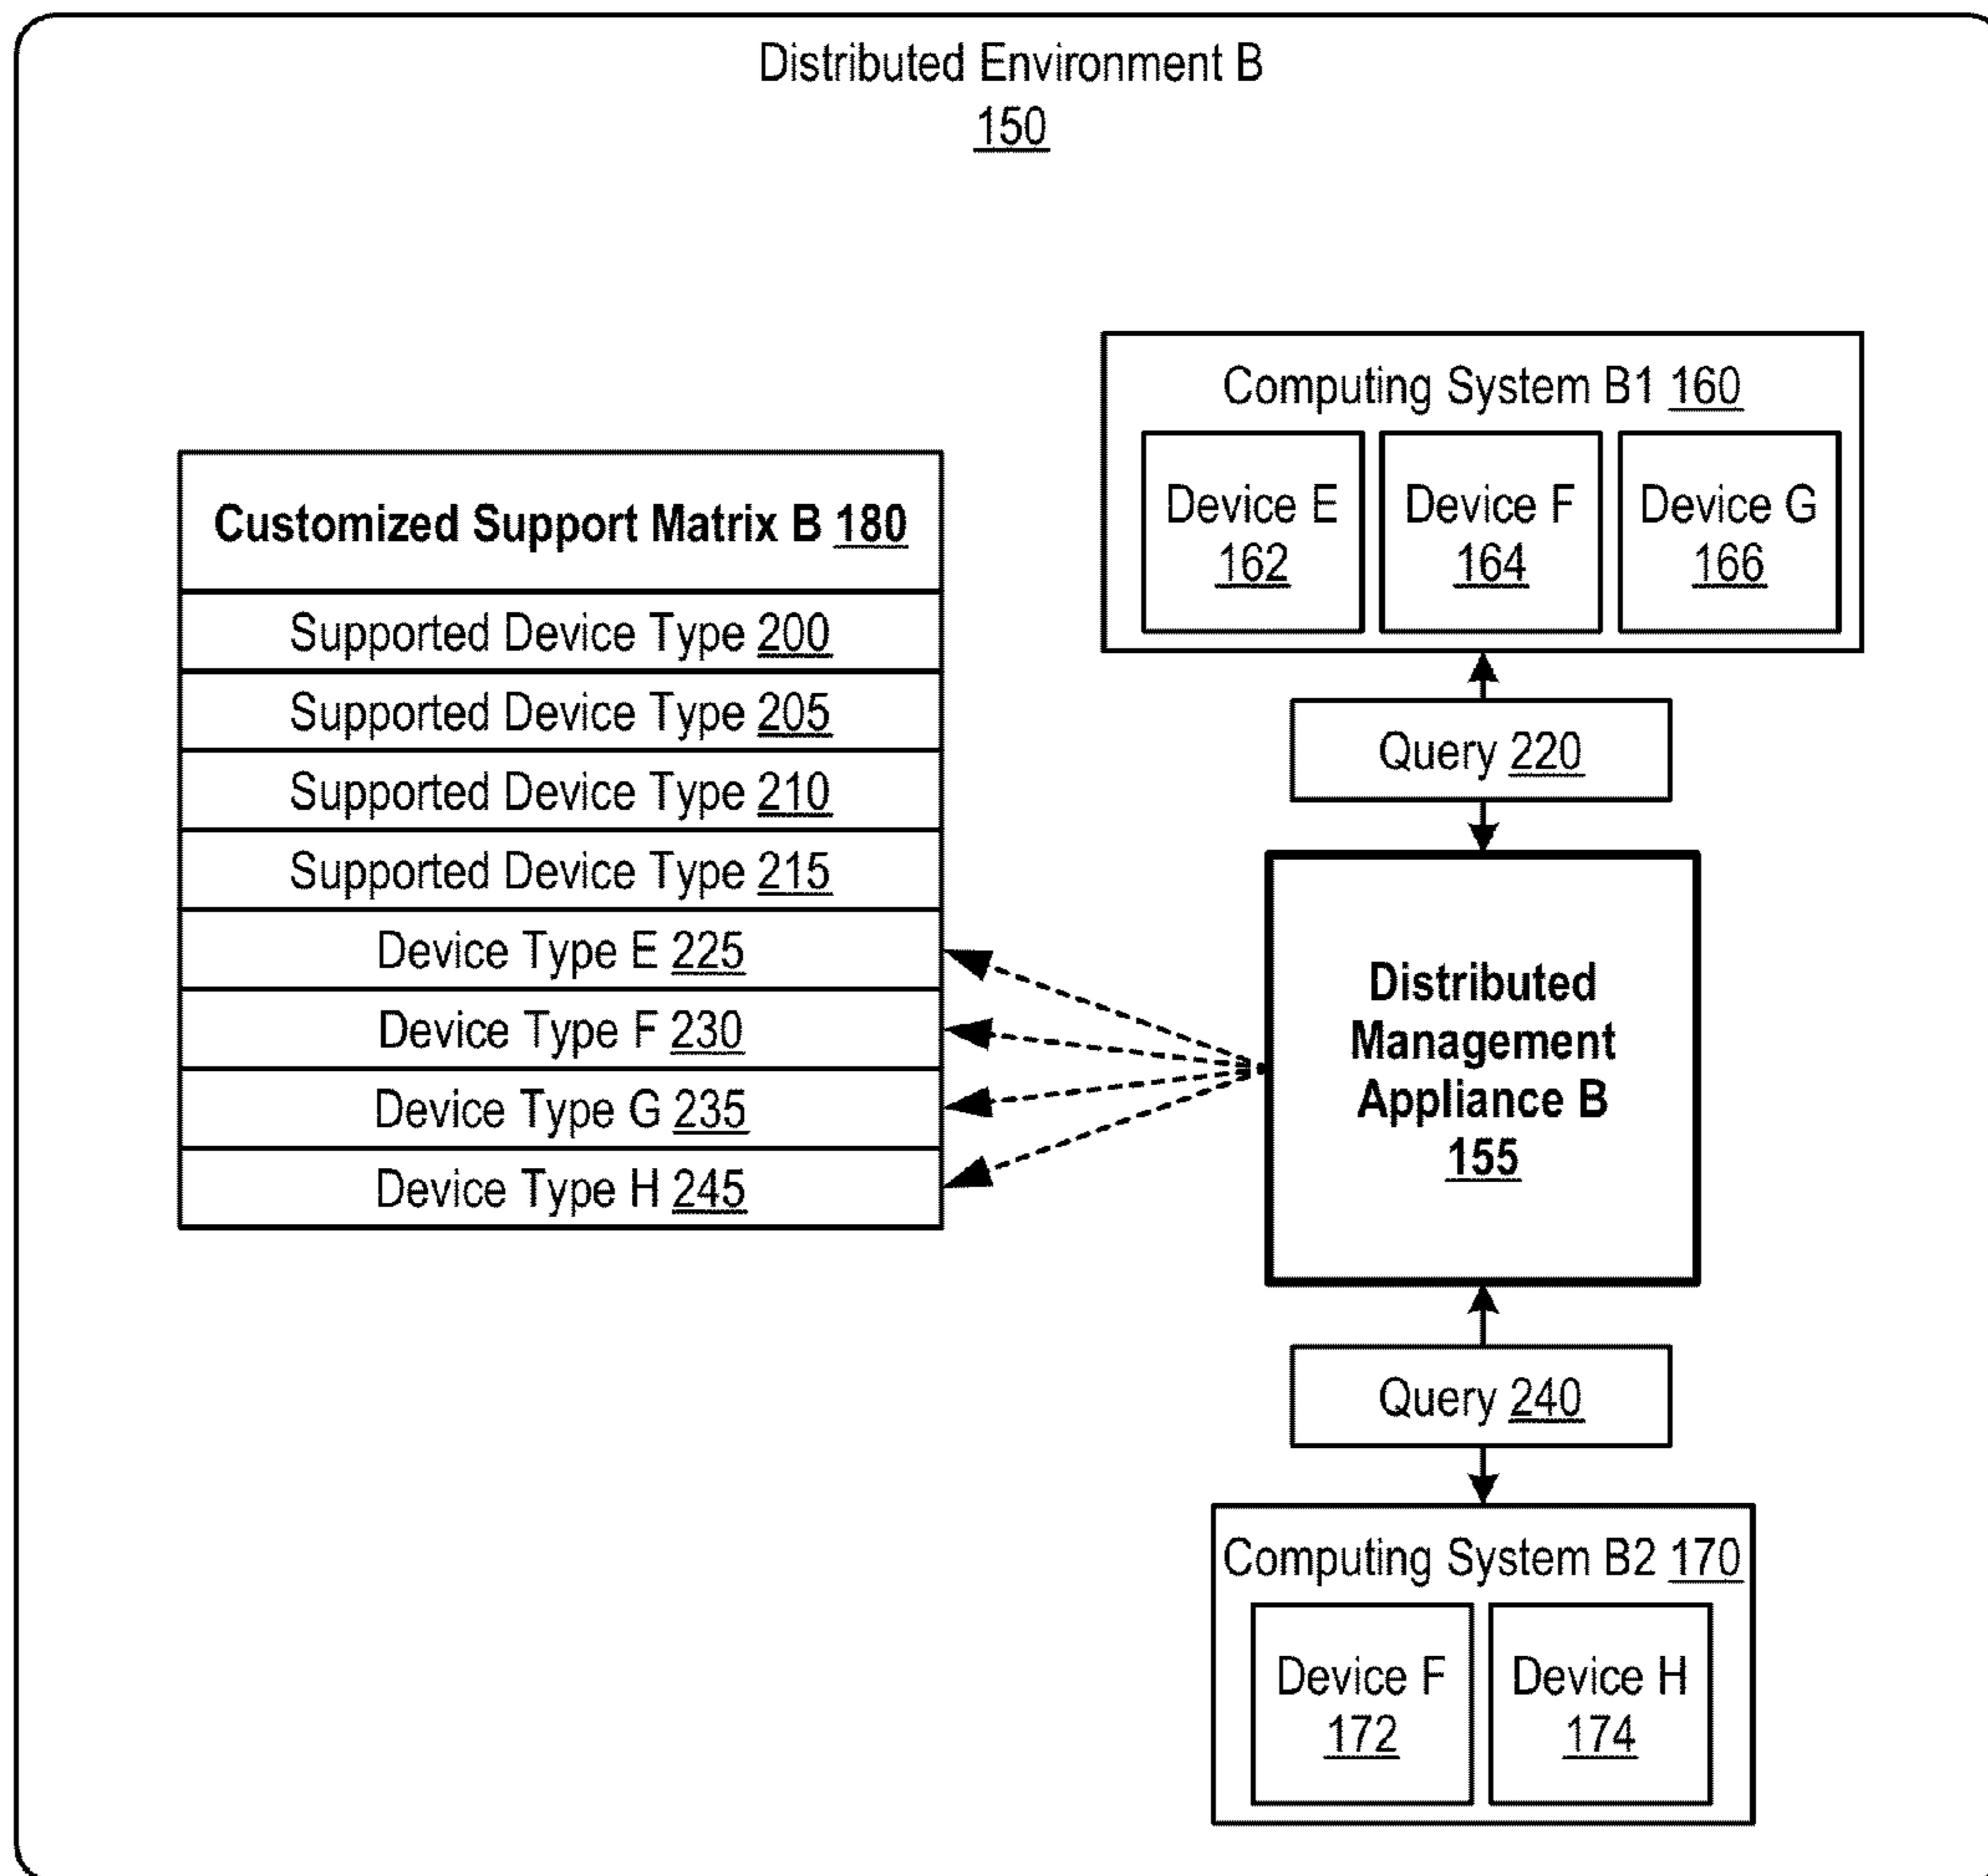 Distributed Environment B
150
Computing System B1 160
Device E
162
Device F
164
Device G
166
Customized Support Matrix B 180
Supported Device Type 200
Supported Device Type 205
Supported Device Type 210
Supported Device Type 215
Device Type E 225
Device Type F 230
Device Type G 235
Device Type H 245
Query 220
Distributed
Management
Appliance B
155
Query 240
Computing System B2 170
Device F
172
Device H
174